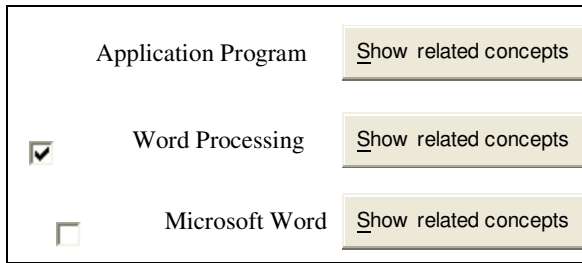 Application Program Show related concepts
Word Processing Show related concepts
Microsoft Word Show related concepts